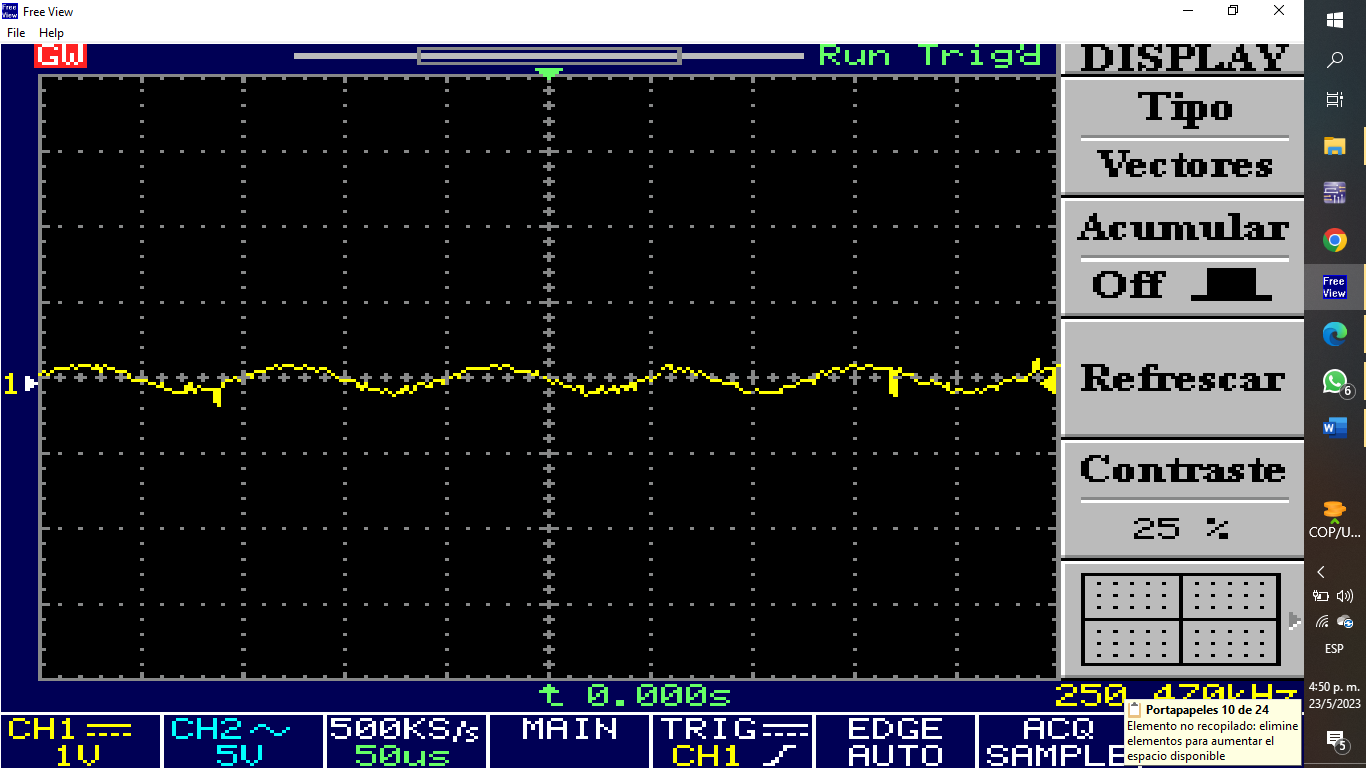 Free View
File Help
GW
Run Trig'd
DISPLAY
Tipo
Vectores
Acumular
Off
Refrescar
Contraste
25 %
1
t 0.000s
250.470kHz
CH1
1V
CH2
5V
500KS/s
50us
MAIN
TRIG
CH1
EDGE
AUTO
ACQ
SAMPLE
Portapapeles 10 de 24
Elemento no recopilado: elimine
elementos para aumentar el
espacio disponible
Free
View
6
COP/U...
ESP
4:50 p. m.
23/5/2023
5